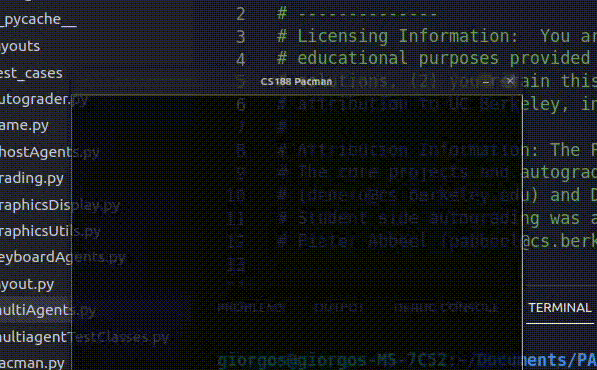 _pycache__
youts
est_cases
utograder.py
ame.py
hostAgents.py
rading.py
raphicsDisplay.py
raphicsUtils.py
eyboardAgents.py
yout.py
multiAgents.py
multiagentTestClasses.py
acman.py
CS188 Pacman
2 # --------------
3 # Licensing Information: You ar
4 # educational purposes provided
5 (2) you retain this
6 # attribution to UC Berkeley, in
7 #
8 # Attribution Information: The P
9 # The core projects and autograd
10 # (denero@cs.berkeley.edu) and D
11 # Student side autograding was a
12 # Pieter Abbeel (pabbeel@cs.berk
13
PROBLEMS OUTPUT DEBUG CONSOLE TERMINAL
giorgos@giorgos-MS-7C52:~/Documents/PA